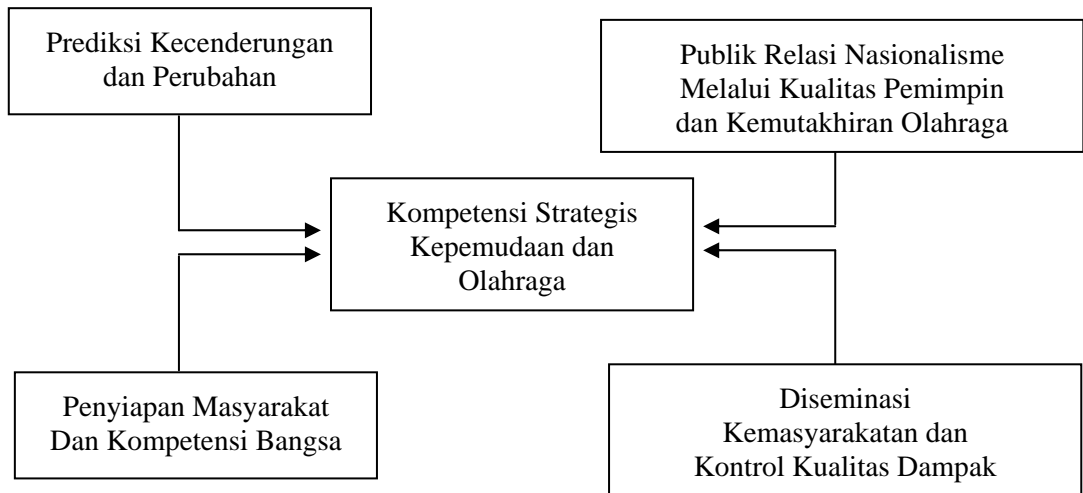 Prediksi Kecenderungan
dan Perubahan
Publik Relasi Nasionalisme
Melalui Kualitas Pemimpin
dan Kemutakhiran Olahraga
Kompetensi Strategis
Kepemudaan dan
Olahraga
Penyiapan Masyarakat
Dan Kompetensi Bangsa
Diseminasi
Kemasyarakatan dan
Kontrol Kualitas Dampak